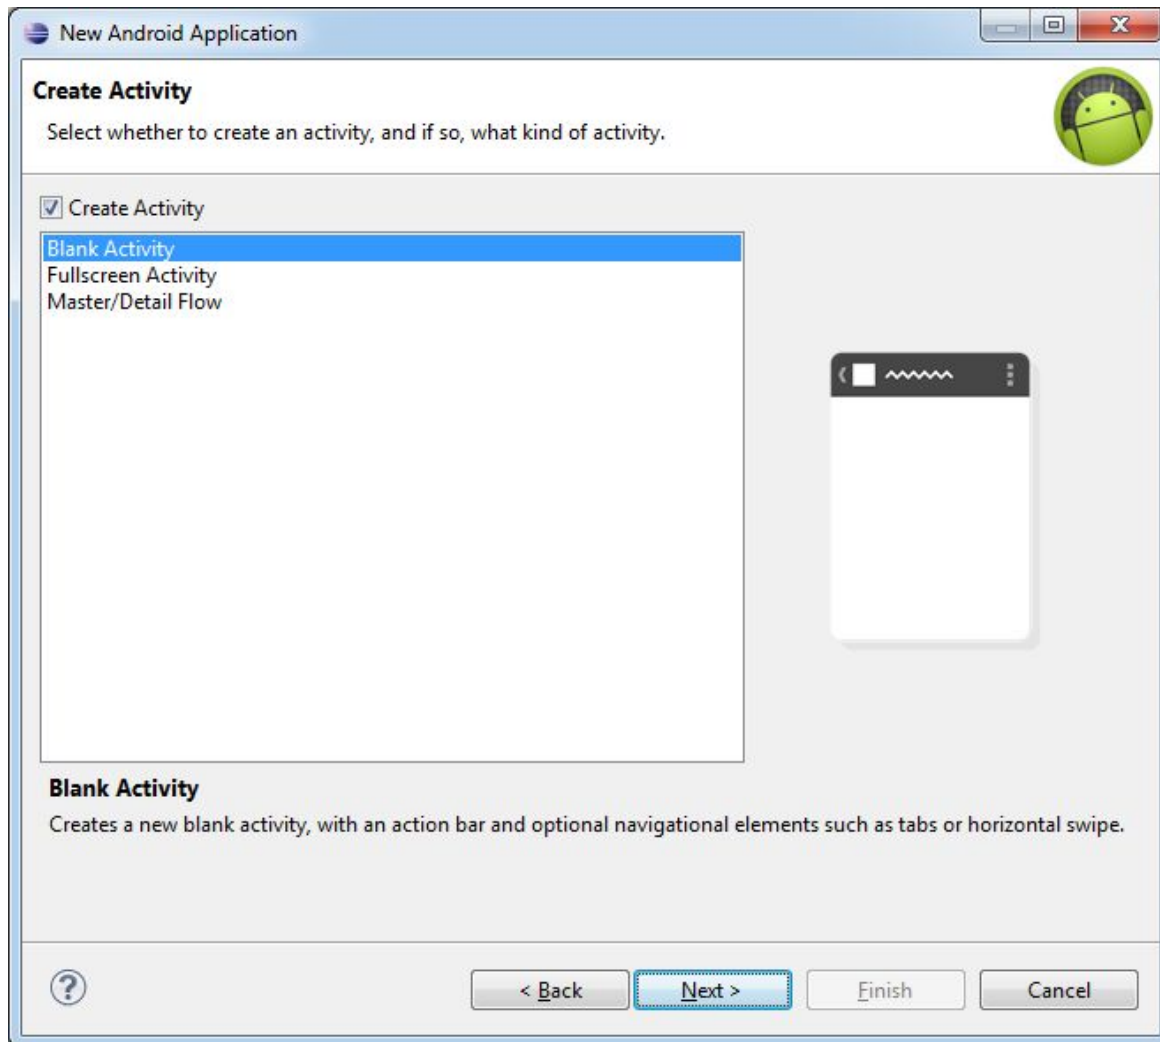 New Android Application
Create Activity
Select whether to create an activity, and if so, what kind of activity.
Create Activity
Blank Activity
Fullscreen Activity
Master/Detail Flow
Blank Activity
Creates a new blank activity, with an action bar and optional navigational elements such as tabs or horizontal swipe.
?
< Back
Next >
Finish
Cancel